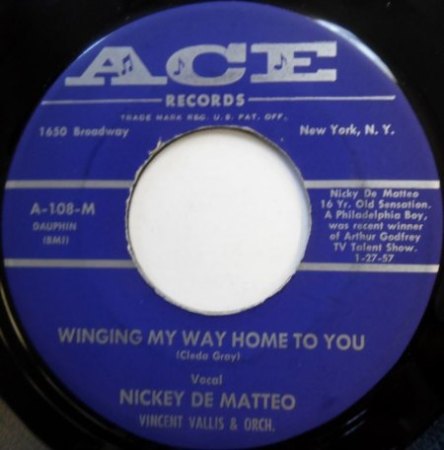 ACE
RECORDS
TRADE MARK REG. U.S. PAT. OFF.
1650 Broadway
New York, N. Y.
A-108-M
DAUPHIN
(BMI)
Nicky De Matteo
16 Yr. Old Sensation.
A Philadelphia Boy,
was recent winner
of Arthur Godfrey
TV Talent Show.
1-27-57
WINGING MY WAY HOME TO YOU
(Cleda Gray)
Vocal
NICKEY DE MATTEO
VINCENT VALLIS & ORCH.